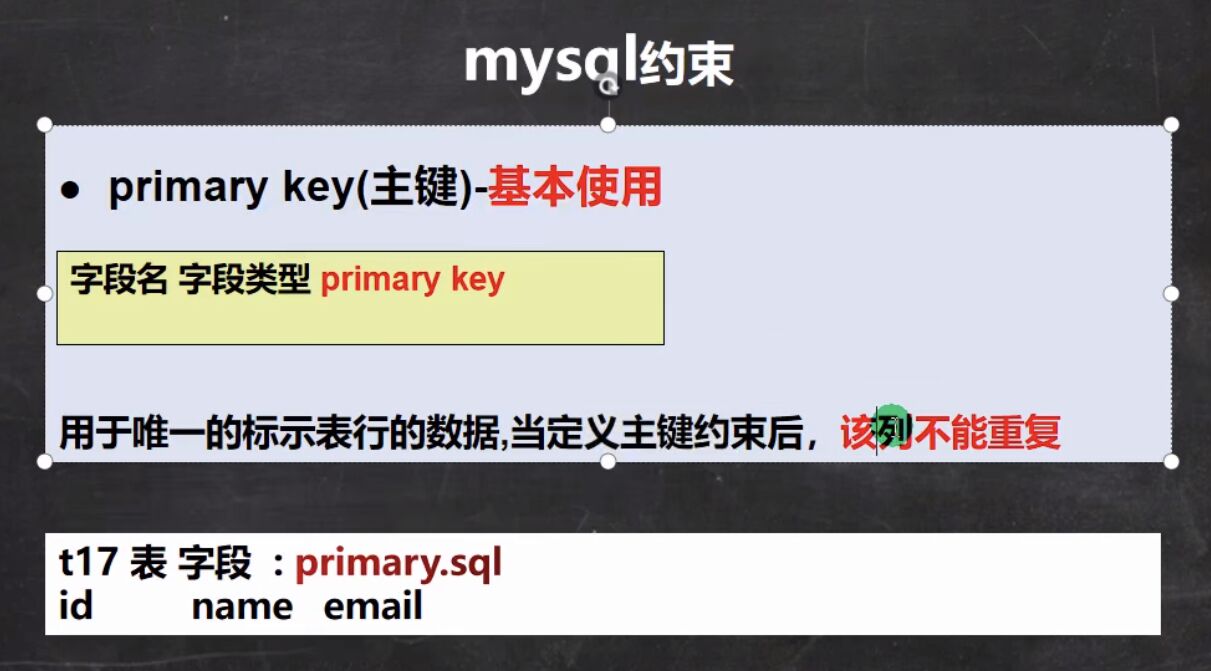 mysql约束
● primary key(主键)-基本使用
字段名 字段类型 primary key
用于唯一的标示表行的数据,当定义主键约束后，该列不能重复
t17 表 字段 : primary.sql
id name email